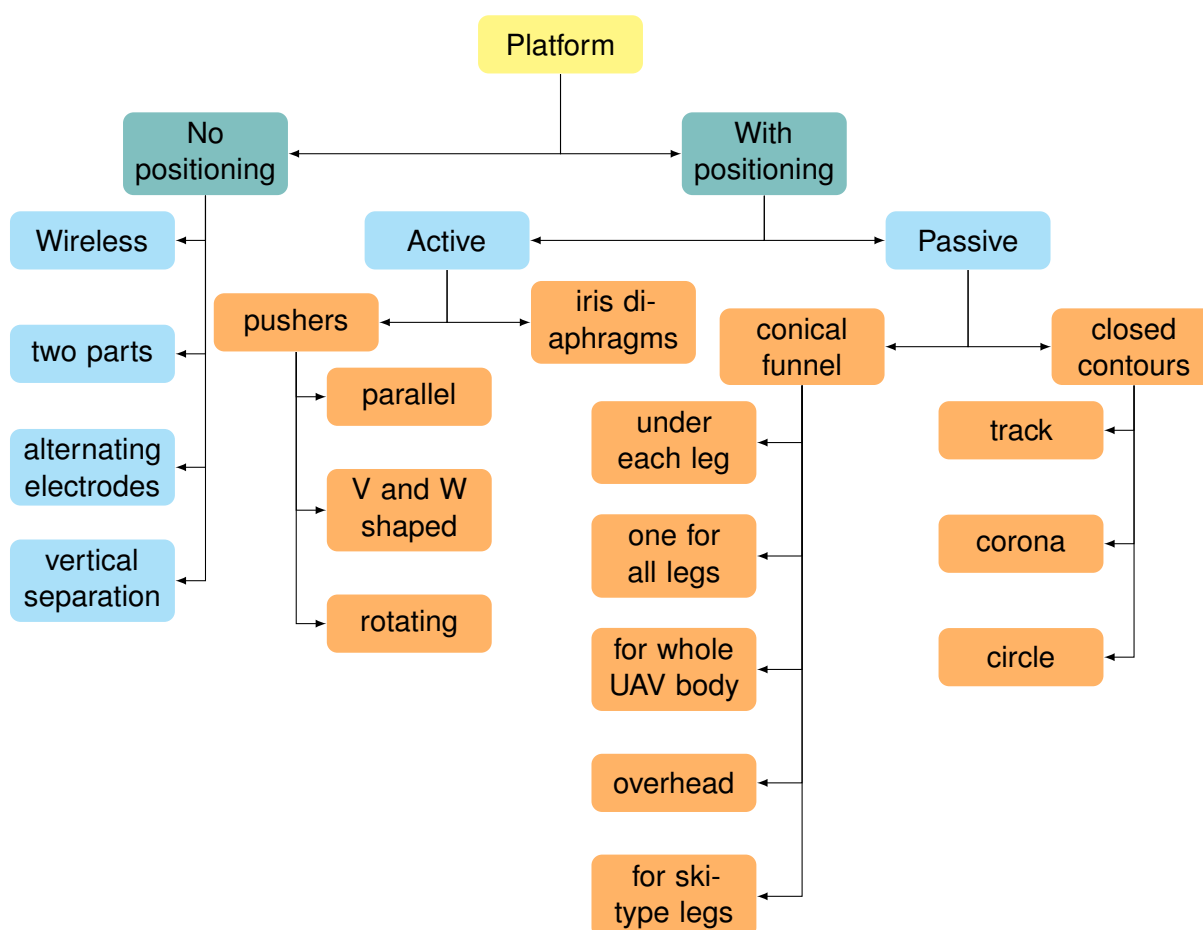 Platform
No
positioning
With
positioning
Wireless
two parts
alternating
electrodes
vertical
separation
Active
Passive
pushers
iris di-
aphragms
parallel
V and W
shaped
rotating
conical
funnel
closed
contours
under
each leg
one for
all legs
for whole
UAV body
overhead
for ski-
type legs
track
corona
circle